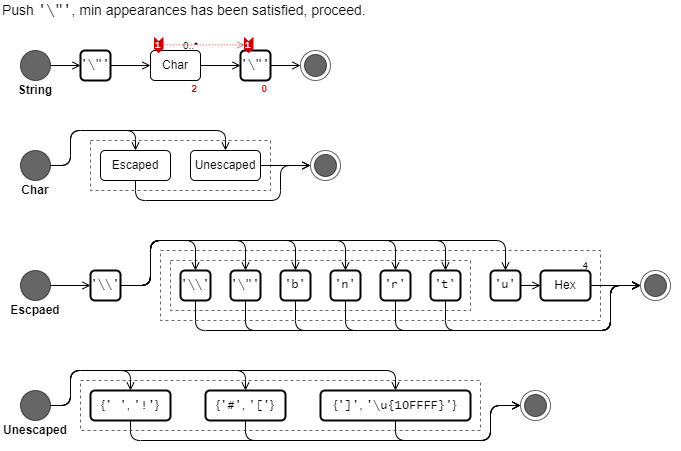 Push '\"', min appearances has been satisfied, proceed.
1 0..* 1
'\"' Char '\"'
String 2 0
Escaped Unescaped
Char
4
'\\' '\\' '\"' 'b' 'n' 'r' 't' 'u' Hex
Escpaed
{' ','!'} {'#','['} {']','\u{10FFFF}'}
Unescaped